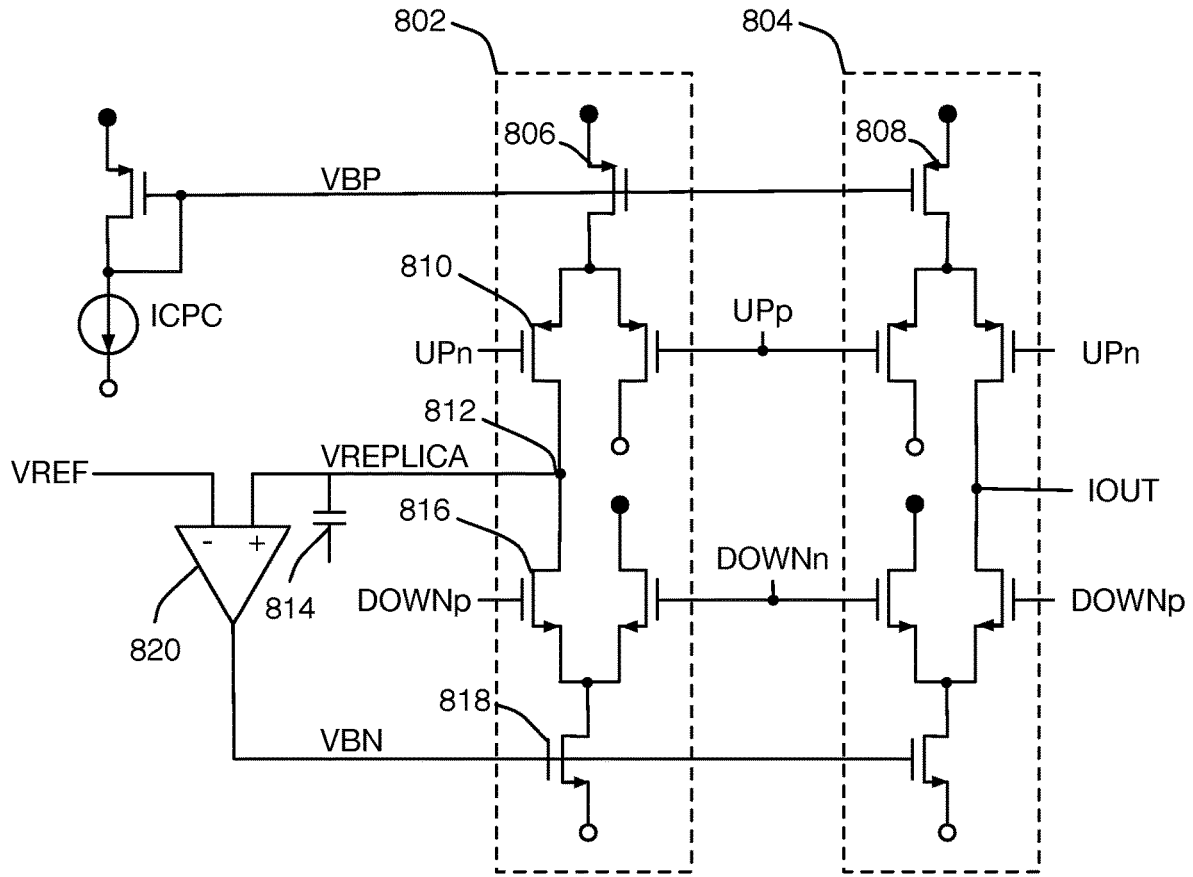 802
804
806
808
VBP
810
ICPC
UPn
UPp
UPn
812
VREF
VREPLICA
IOUT
816
- +
DOWNn
814
DOWNp
DOWNp
820
818
VBN